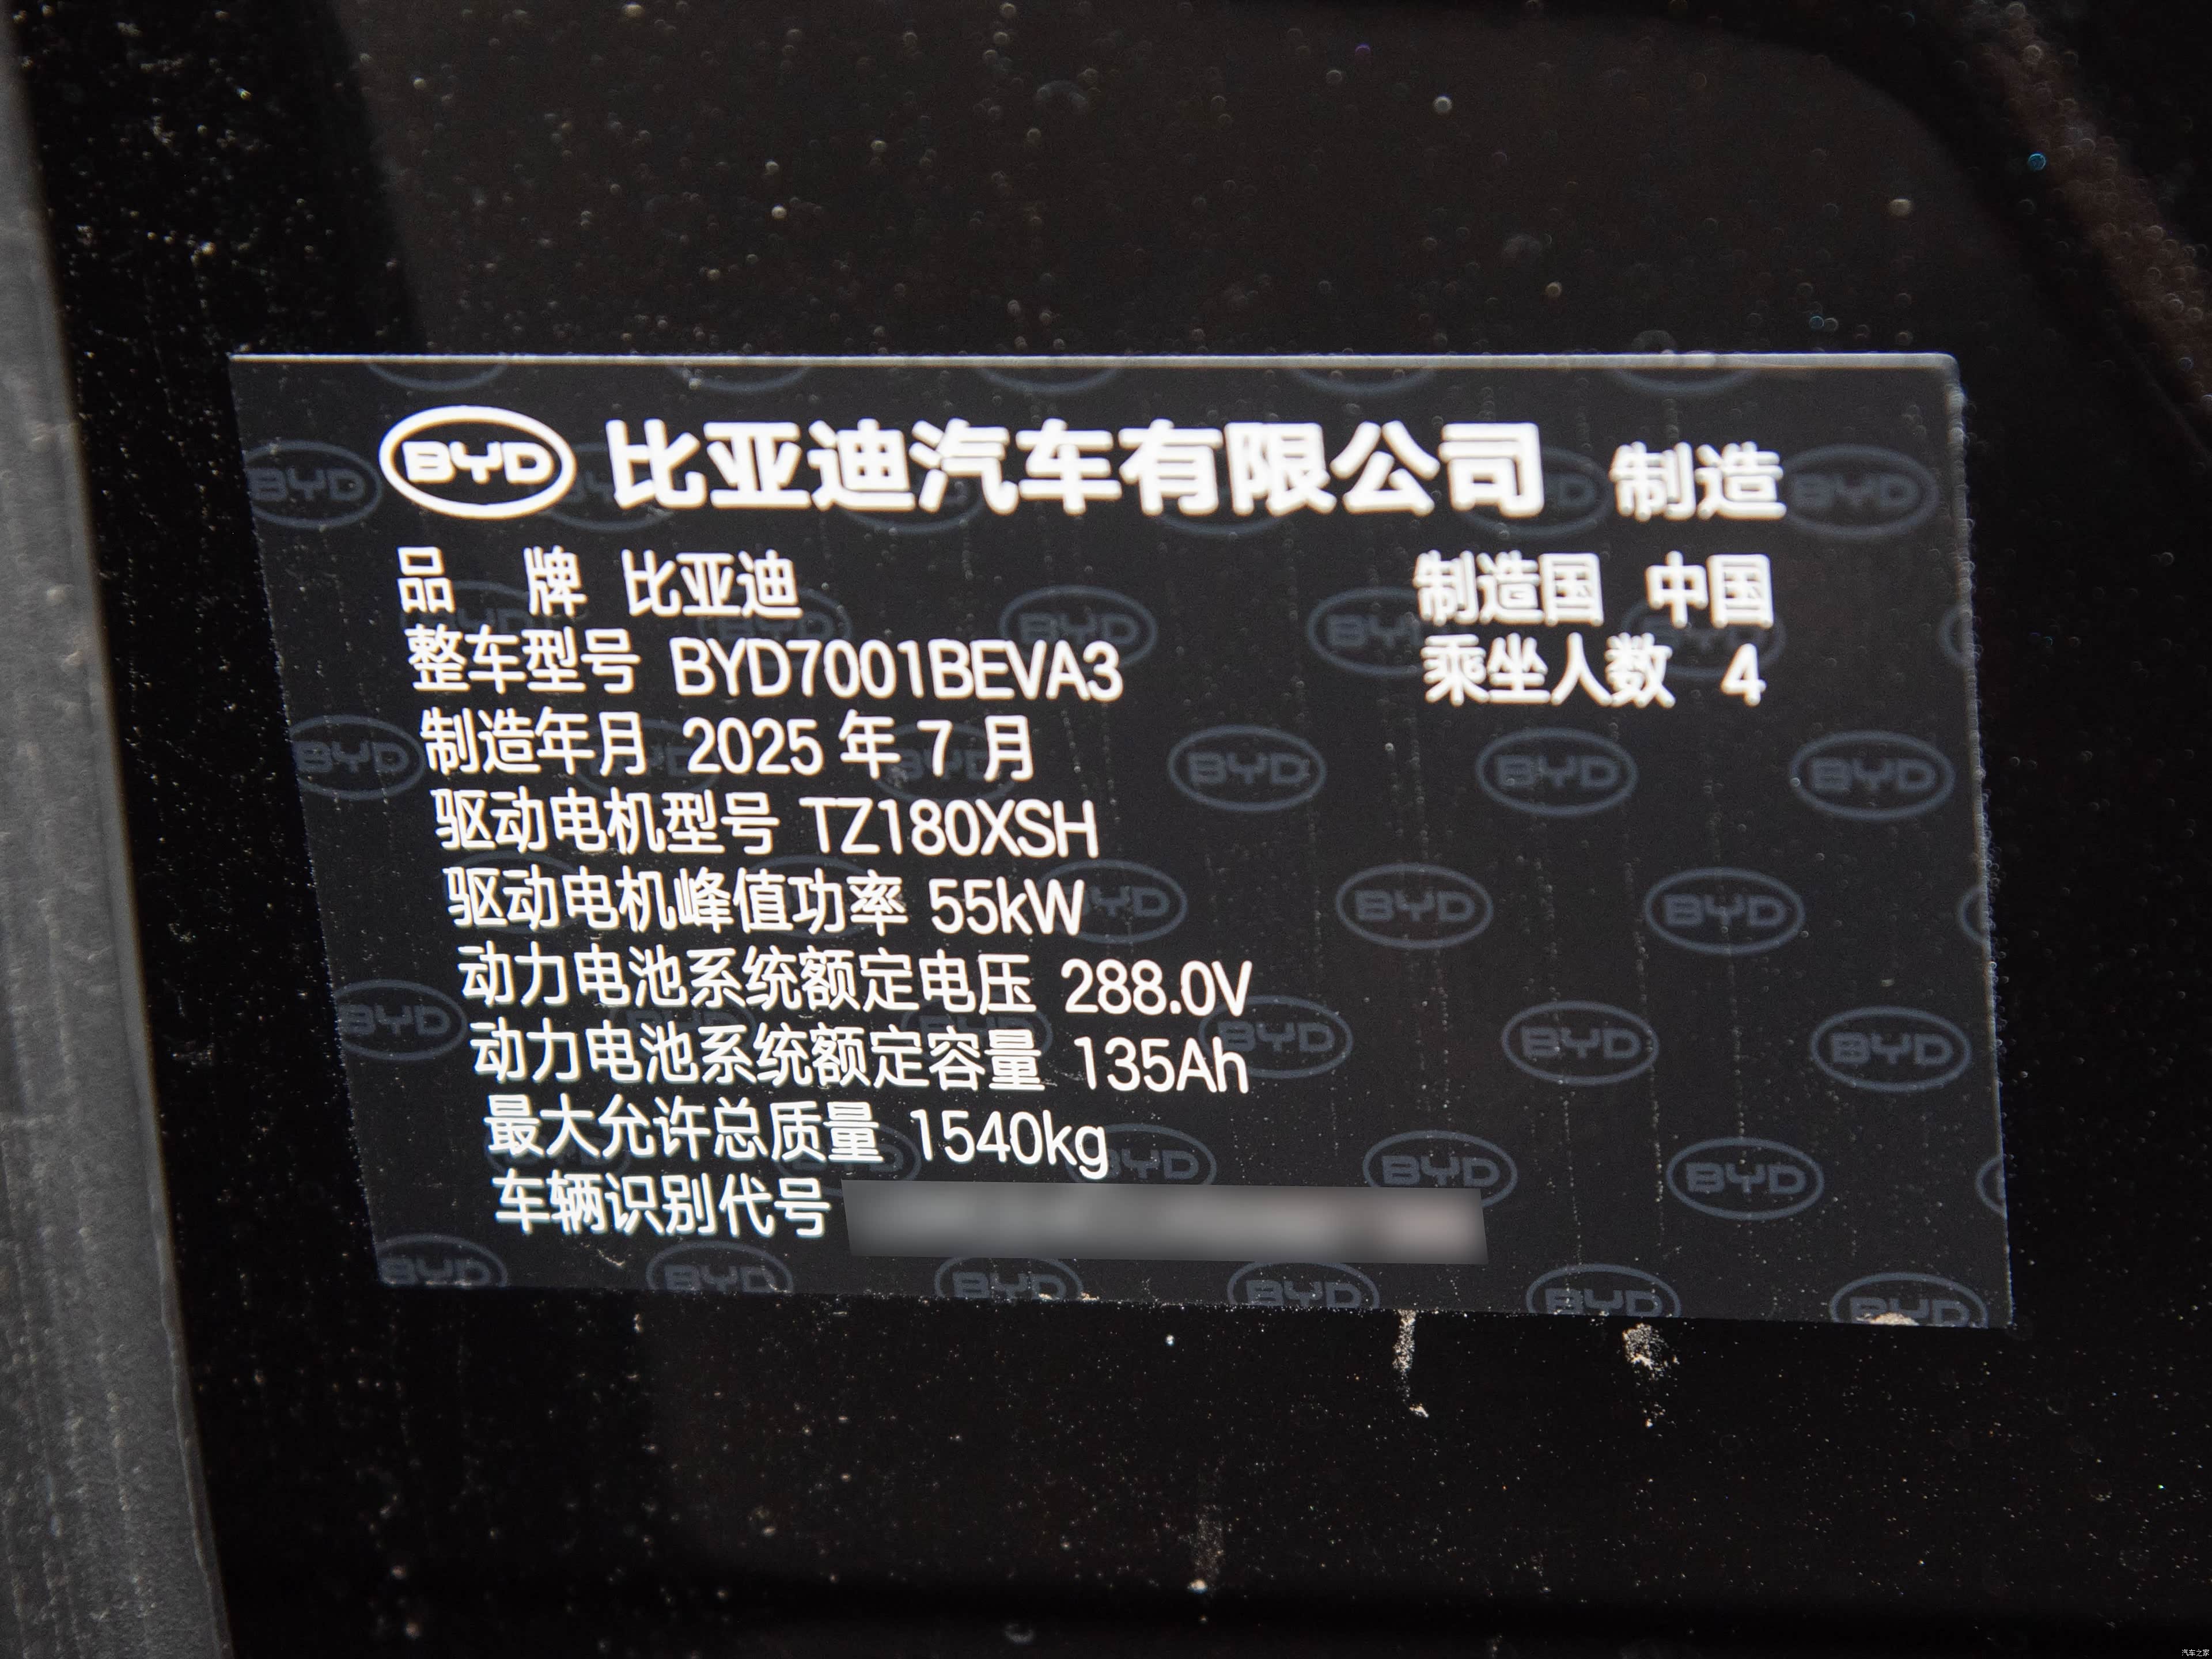 BYD 比亚迪汽车有限公司 制造
品 牌 比亚迪 制造国 中国
整车型号 BYD7001BEVA3 乘坐人数 4
制造年月 2025 年 7 月
驱动电机型号 TZ180XSH
驱动电机峰值功率 55kW
动力电池系统额定电压 288.0V
动力电池系统额定容量 135Ah
最大允许总质量 1540kg
车辆识别代号
汽车之家